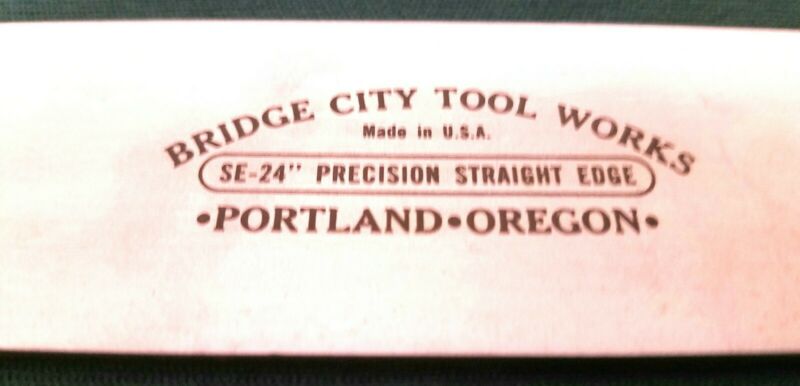 BRIDGE CITY TOOL WORKS
Made in U.S.A.
SE-24" PRECISION STRAIGHT EDGE
•PORTLAND•OREGON•